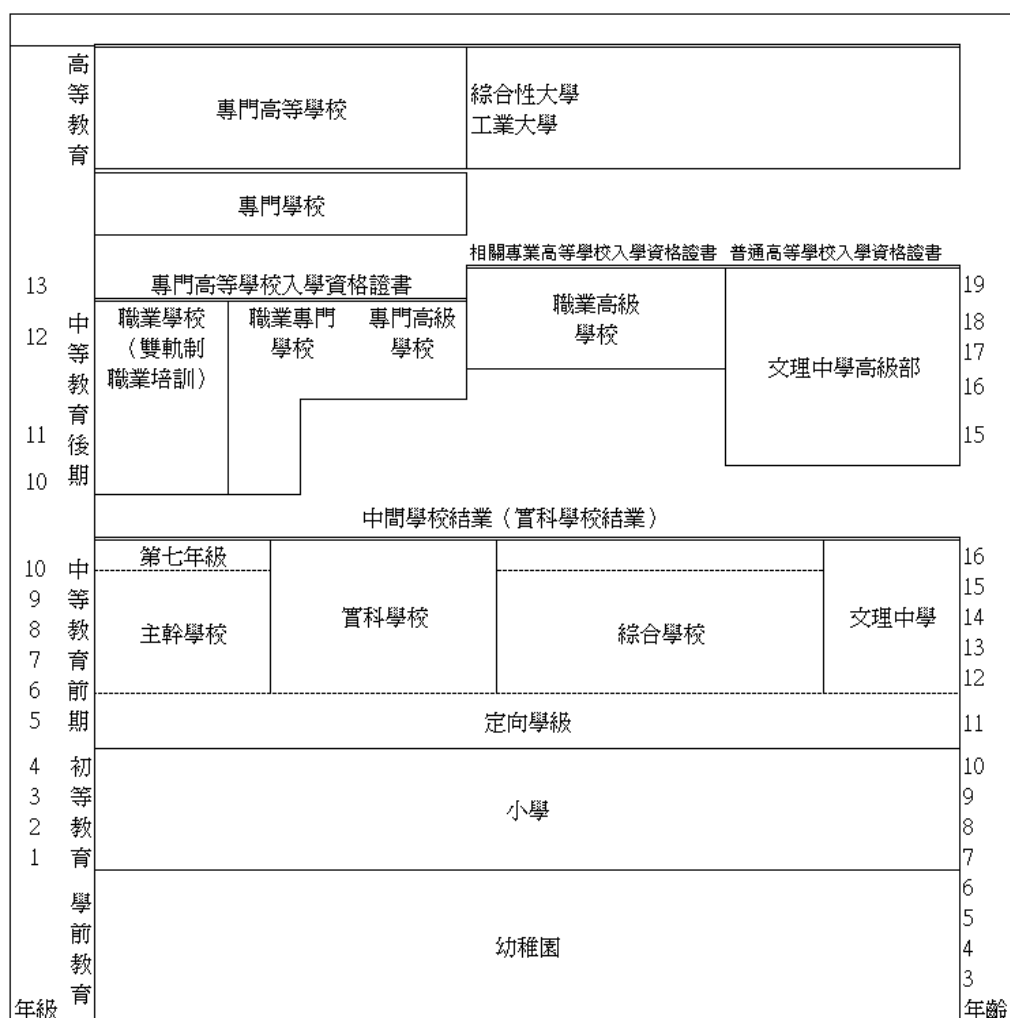 高等教育
專門高等學校
綜合性大學
工業大學
專門學校
相關專業高等學校入學資格證書 普通高等學校入學資格證書
13
專門高等學校入學資格證書
19
12
中等教育後期
職業學校
（雙軌制
職業培訓）
職業專門
學校
專門高級
學校
職業高級
學校
文理中學高級部
18
17
16
11
15
10
中間學校結業（實科學校結業）
10
9
8
7
6
5
中等教育前期
第七年級
主幹學校
實科學校
綜合學校
文理中學
16
15
14
13
12
定向學級
11
4
3
2
1
初等教育
小學
10
9
8
7
學前教育
幼稚園
6
5
4
3
年級
年齡